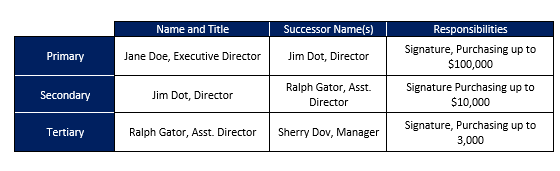 Name and Title Successor Name(s) Responsibilities
Primary Jane Doe, Executive Director Jim Dot, Director Signature, Purchasing up to
$100,000
Secondary Jim Dot, Director Ralph Gator, Asst.
Director Signature Purchasing up to
$10,000
Tertiary Ralph Gator, Asst. Director Sherry Dov, Manager Signature, Purchasing up to
3,000